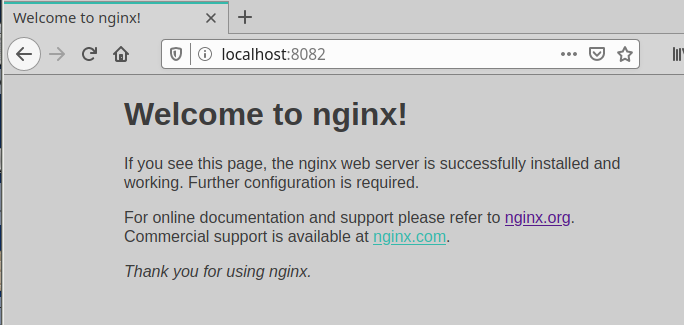 Welcome to nginx!
localhost:8082
Welcome to nginx!
If you see this page, the nginx web server is successfully installed and
working. Further configuration is required.
For online documentation and support please refer to nginx.org.
Commercial support is available at nginx.com.
Thank you for using nginx.